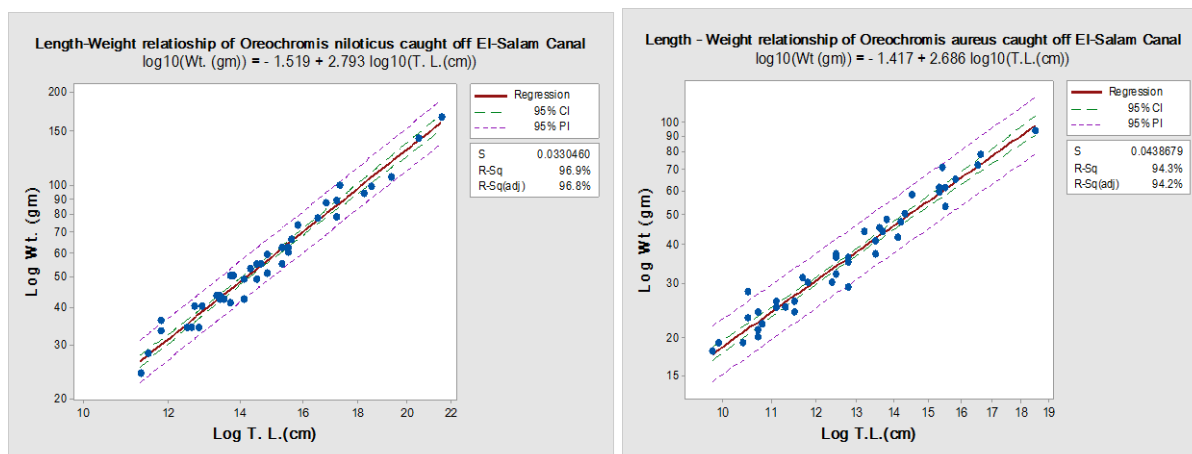 Length-Weight relatioship of Oreochromis niloticus caught off El-Salam Canal
log10(Wt. (gm)) = - 1.519 + 2.793 log10(T. L.(cm))
200
150
100
90
80
70
60
50
40
30
20
Log Wt. (gm)
10
12
14
16
18
20
22
Log T. L.(cm)
Regression
95% CI
95% PI
S 0.0330460
R-Sq 96.9%
R-Sq(adj) 96.8%
Length - Weight relationship of Oreochromis aureus caught off El-Salam Canal
log10(Wt (gm)) = - 1.417 + 2.686 log10(T.L.(cm)
100
90
80
70
60
50
40
30
20
15
Log Wt. (gm)
10
11
12
13
14
15
16
17
18
19
Log T.L.(cm)
Regression
95% CI
95% PI
S 0.0438679
R-Sq 94.3%
R-Sq(adj) 94.2%